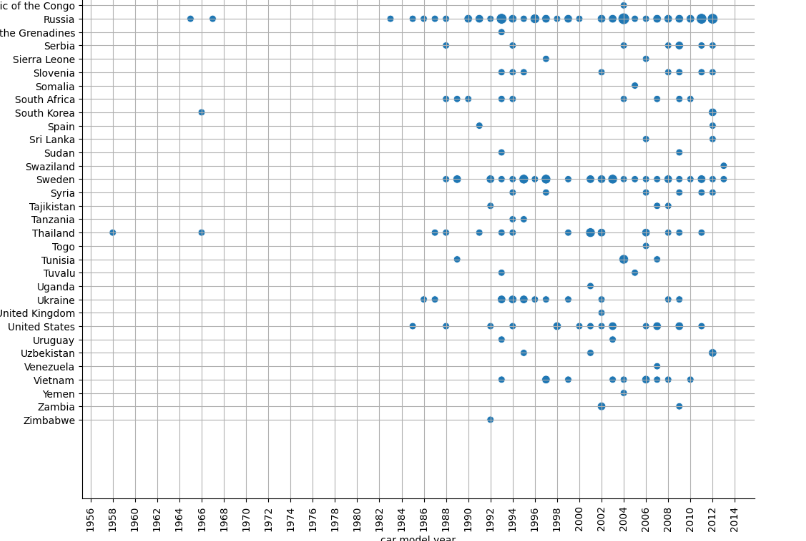 ic of the Congo
Russia
the Grenadines
Serbia
Sierra Leone
Slovenia
Somalia
South Africa
South Korea
Spain
Sri Lanka
Sudan
Swaziland
Sweden
Syria
Tajikistan
Tanzania
Thailand
Togo
Tunisia
Tuvalu
Uganda
Ukraine
United Kingdom
United States
Uruguay
Uzbekistan
Venezuela
Vietnam
Yemen
Zambia
Zimbabwe
1956 1958 1960 1962 1964 1966 1968 1970 1972 1974 1976 1978 1980 1982 1984 1986 1988 1990 1992 1994 1996 1998 2000 2002 2004 2006 2008 2010 2012 2014
car model year